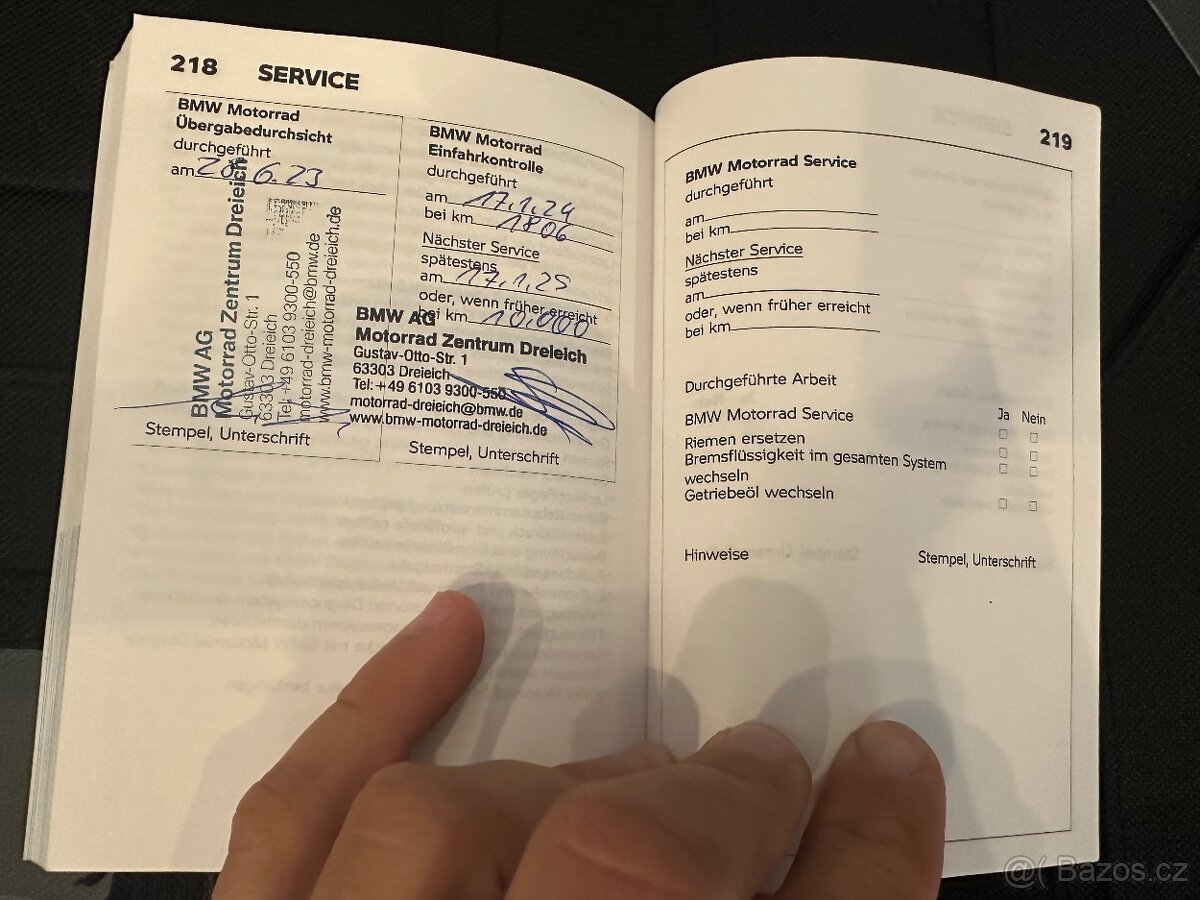 218 SERVICE
BMW Motorrad
Übergabedurchsicht
durchgeführt
am 28.6.23
BMW AG
Motorrad Zentrum Dreieich
Gustav-Otto-Str. 1
63303 Dreieich
Tel: +49 6103 9300-550
motorrad-dreieich@bmw.de
www.bmw-motorrad-dreieich.de
Stempel, Unterschrift
BMW Motorrad
Einfahrkontrolle
durchgeführt
am 17.1.24
bei km 1806
Nächster Service
spätestens
am 17.1.25
oder, wenn früher erreicht
bei km 10.000
BMW AG
Motorrad Zentrum Dreieich
Gustav-Otto-Str. 1
63303 Dreieich
Tel: +49 6103 9300-550
motorrad-dreieich@bmw.de
www.bmw-motorrad-dreieich.de
Stempel, Unterschrift
219
BMW Motorrad Service
durchgeführt
am
bei km
Nächster Service
spätestens
am
oder, wenn früher erreicht
bei km
Durchgeführte Arbeit
BMW Motorrad Service Ja Nein
Riemen ersetzen
Bremsflüssigkeit im gesamten System
wechseln
Getriebeöl wechseln
Hinweise Stempel, Unterschrift
@( Bazos.cz